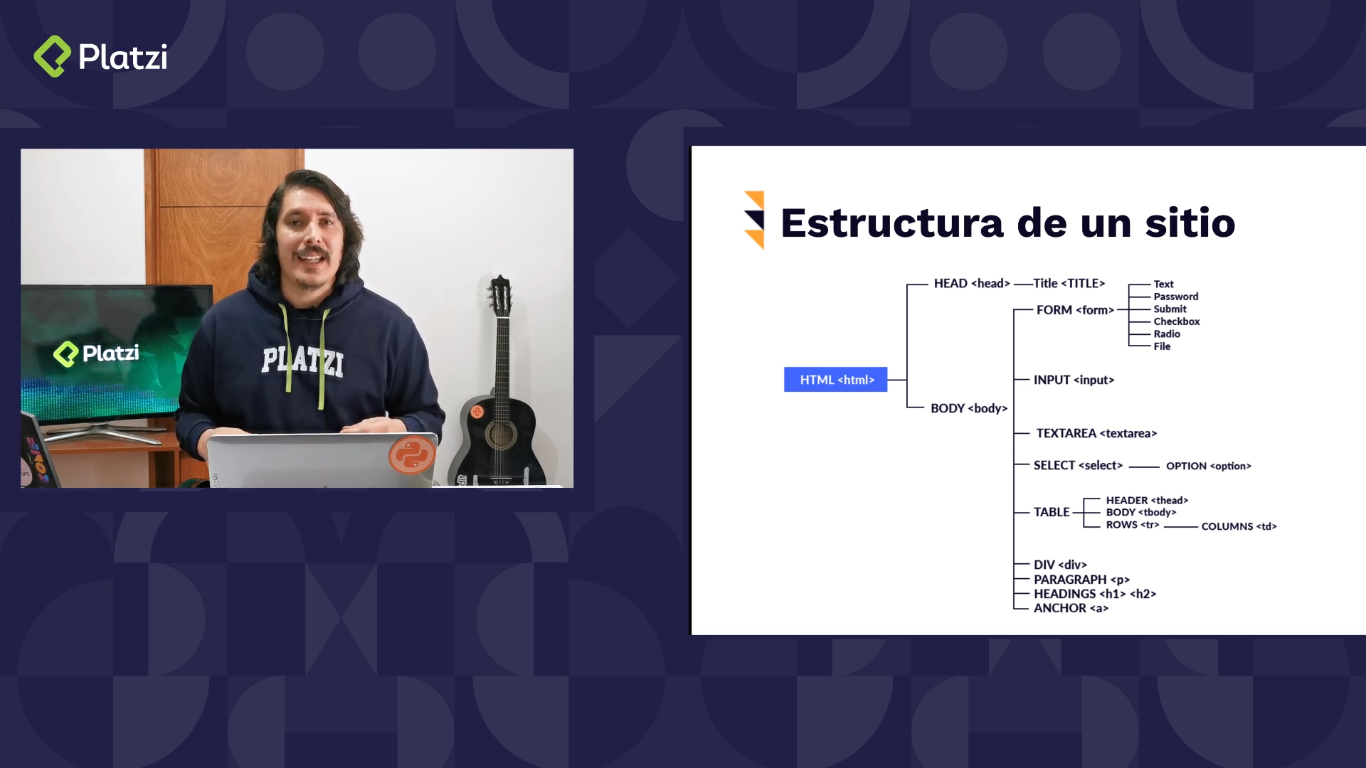 Platzi
Platzi
PLATZI
Estructura de un sitio
HTML <html>
HEAD <head>
Title <TITLE>
BODY <body>
FORM <form>
Text
Password
Submit
Checkbox
Radio
File
INPUT <input>
TEXTAREA <textarea>
SELECT <select>
OPTION <option>
TABLE
HEADER <thead>
BODY <tbody>
ROWS <tr>
COLUMNS <td>
DIV <div>
PARAGRAPH <p>
HEADINGS <h1> <h2>
ANCHOR <a>